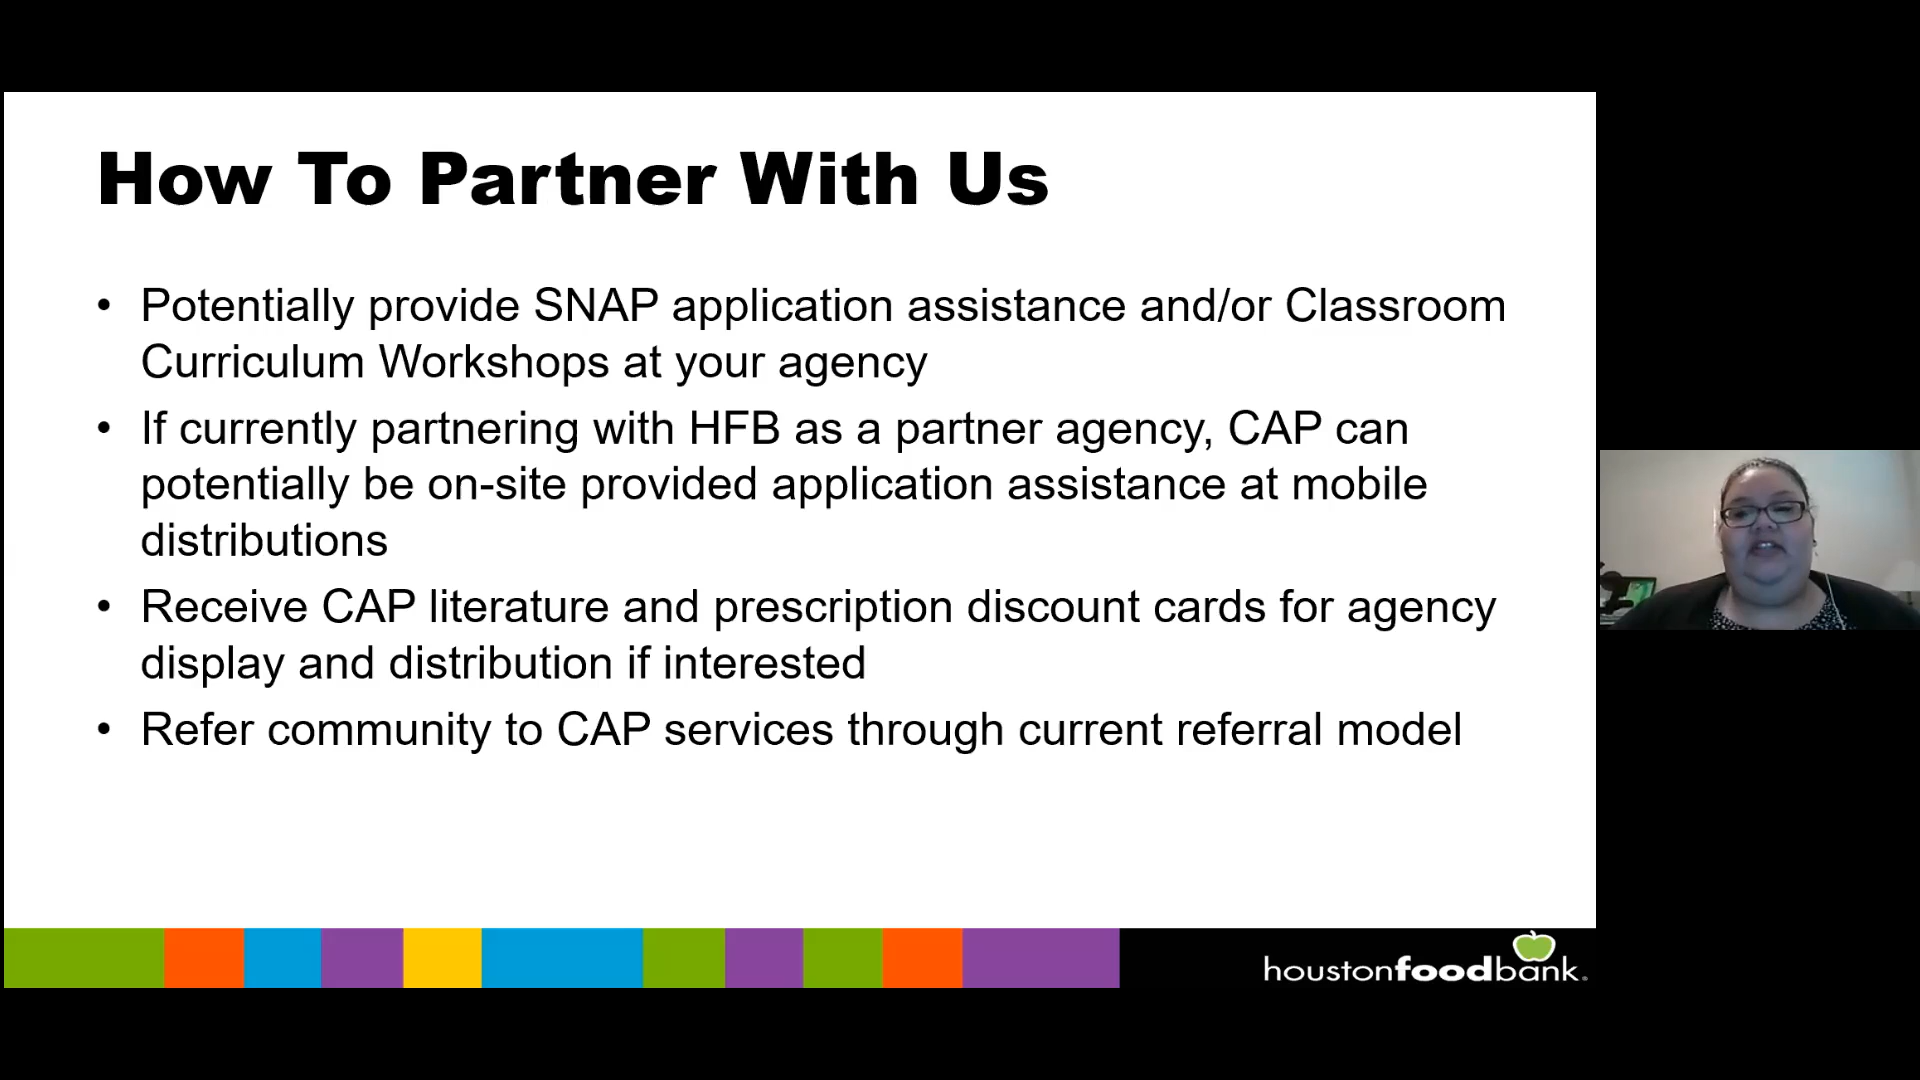 How To Partner With Us
• Potentially provide SNAP application assistance and/or Classroom
Curriculum Workshops at your agency
• If currently partnering with HFB as a partner agency, CAP can
potentially be on-site provided application assistance at mobile
distributions
• Receive CAP literature and prescription discount cards for agency
display and distribution if interested
• Refer community to CAP services through current referral model
houstonfoodbank.